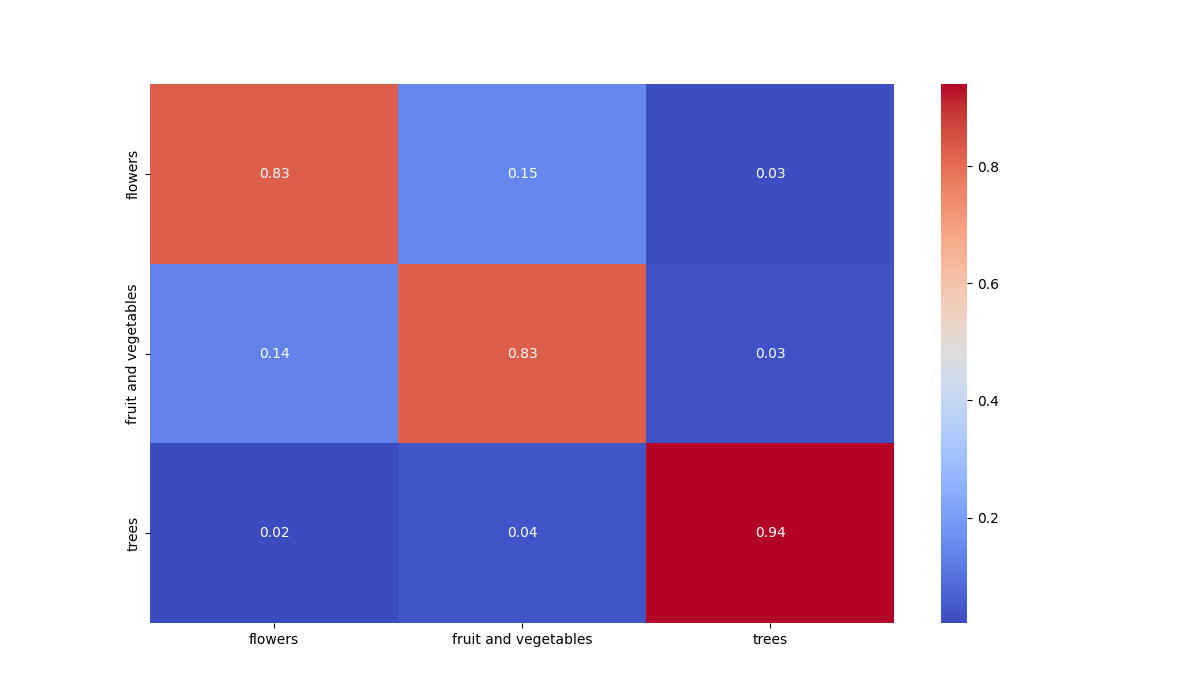 flowers
0.83 0.15 0.03
fruit and vegetables
0.14 0.83 0.03
trees
0.02 0.04 0.94
flowers fruit and vegetables trees
0.8
0.6
0.4
0.2